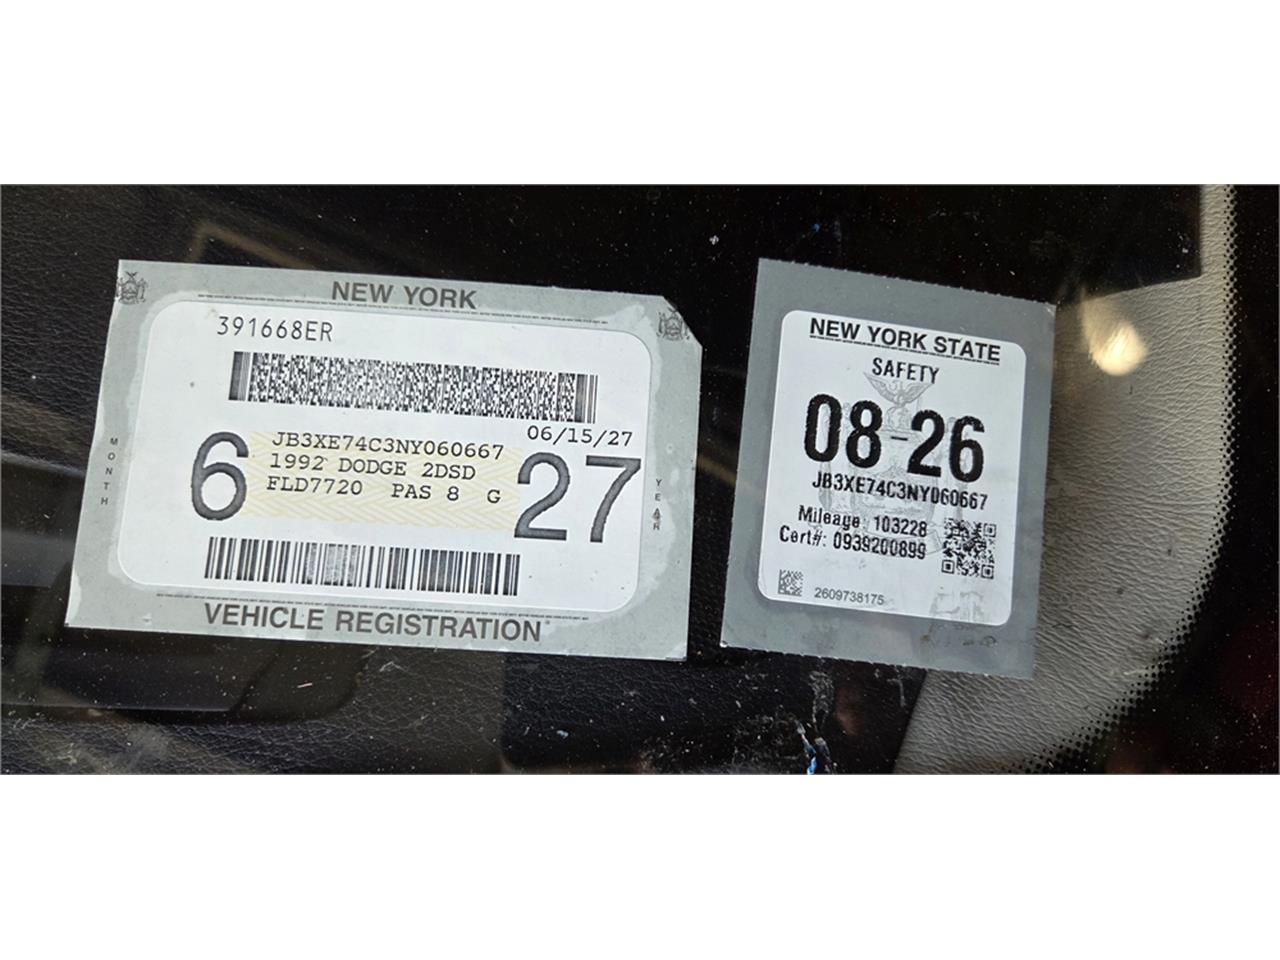 NEW YORK
391668ER
06/15/27
JB3XE74C3NY060667
1992 DODGE 2DSD
FLD7720 PAS 8 G
6 27
MONTH
YEAR
VEHICLE REGISTRATION
NEW YORK STATE
SAFETY
08-26
JB3XE74C3NY060667
Mileage: 103228
Cert#: 0939200899
2609738175